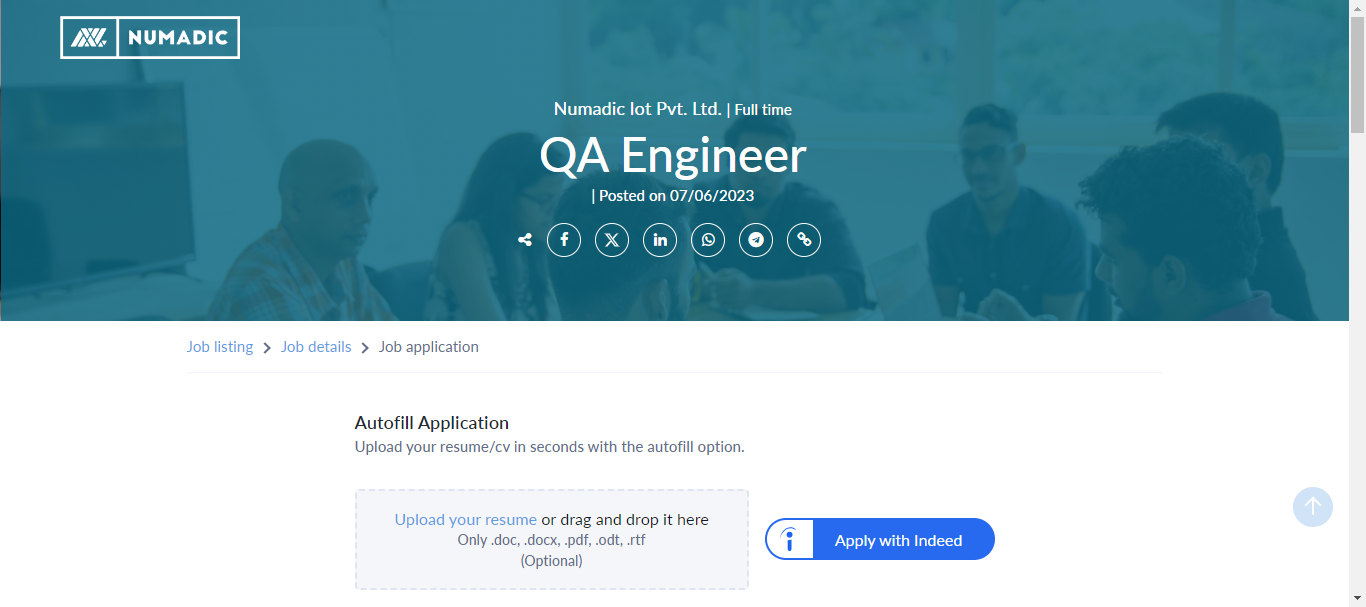 NUMADIC
Numadic Iot Pvt. Ltd. | Full time
QA Engineer
| Posted on 07/06/2023
Job listing > Job details > Job application
Autofill Application
Upload your resume/cv in seconds with the autofill option.
Upload your resume or drag and drop it here
Only .doc, .docx, .pdf, .odt, .rtf
(Optional)
Apply with Indeed